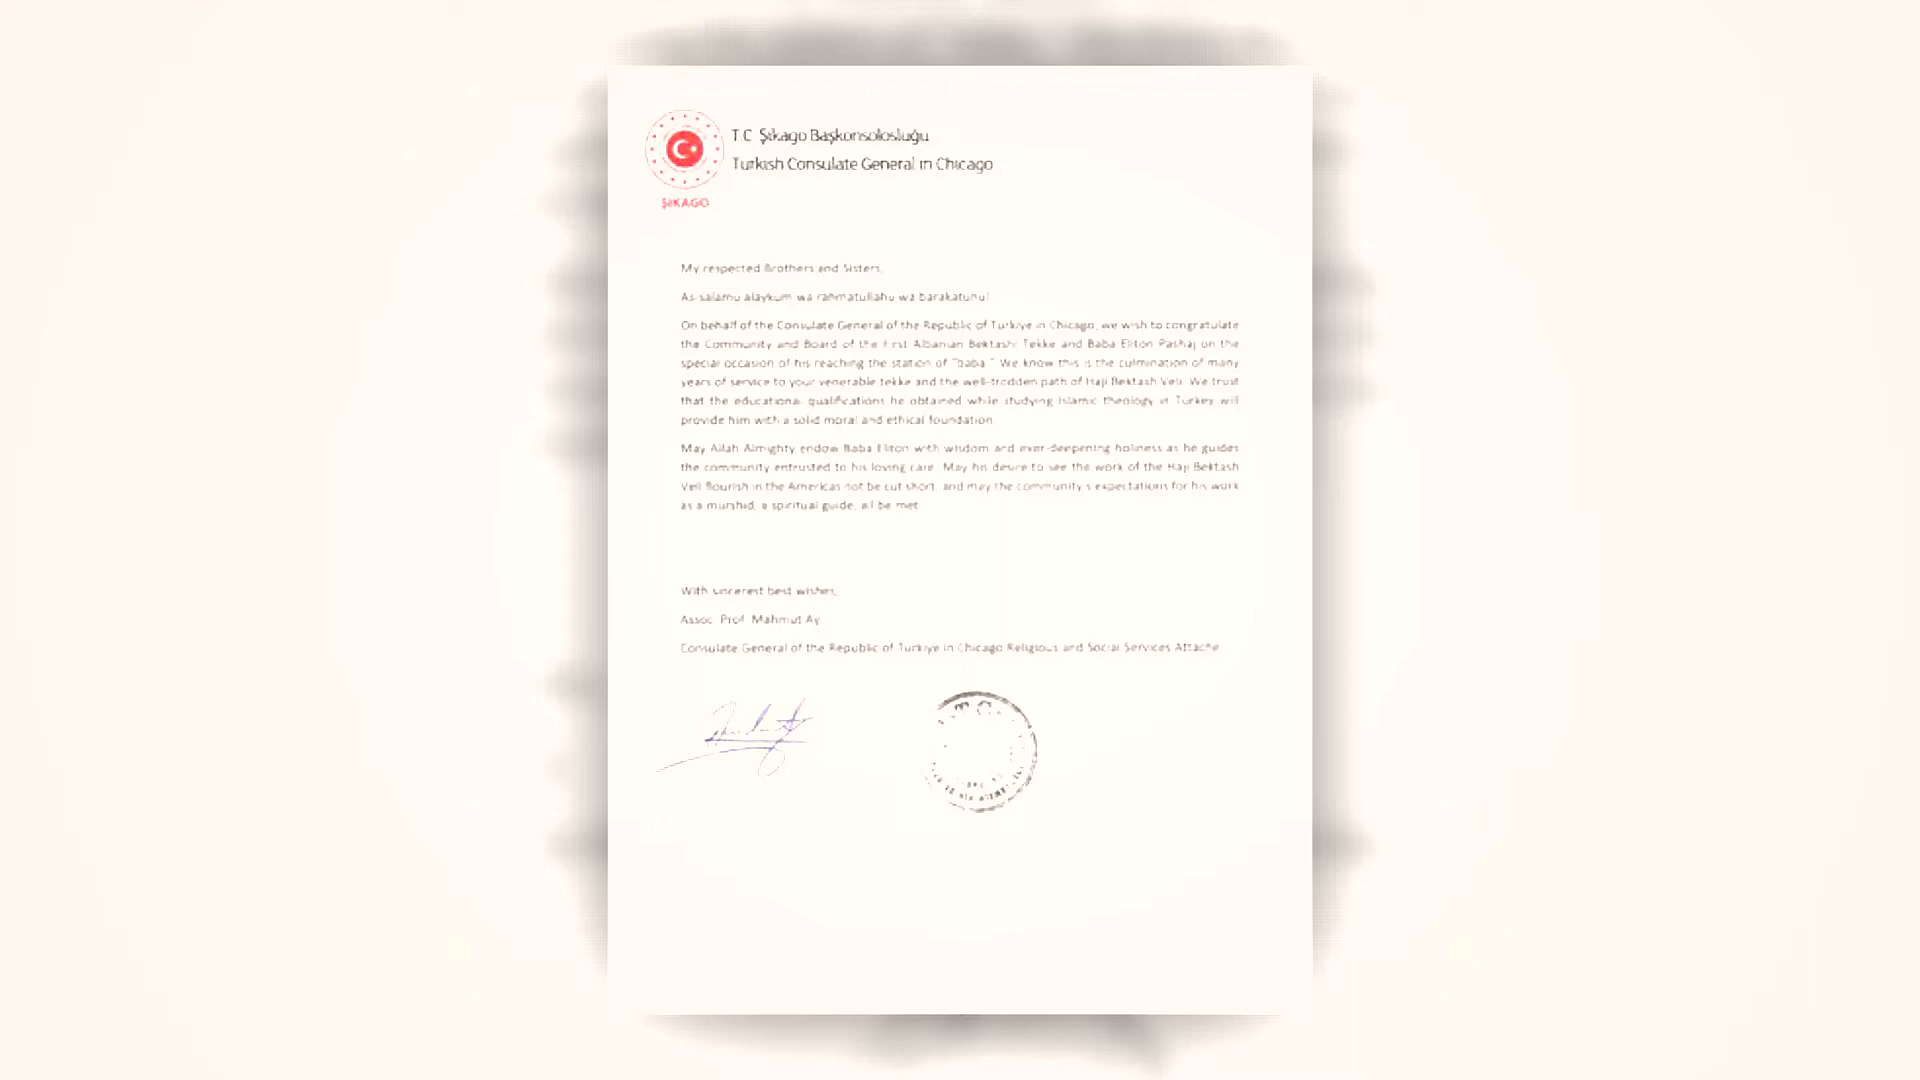 T.C. Şikago Başkonsolosluğu
Turkish Consulate General in Chicago
ŞİKAGO
My respected Brothers and Sisters,
As-salamu alaykum wa rahmatullahu wa barakatuhu!
On behalf of the Consulate General of the Republic of Turkiye in Chicago, we wish to congratulate
the Community and Board of the First Albanian Bektashi Tekke and Baba Eliton Pashaj on the
special occasion of his reaching the station of "baba." We know this is the culmination of many
years of service to your venerable tekke and the well-trodden path of Haji Bektash Veli. We trust
that the educational qualifications he obtained while studying Islamic theology in Turkey will
provide him with a solid moral and ethical foundation.
May Allah Almighty endow Baba Eliton with wisdom and ever-deepening holiness as he guides
the community entrusted to his loving care. May his desire to see the work of the Haji Bektash
Veli flourish in the Americas not be cut short, and may the community's expectations for his work
as a murshid, a spiritual guide, all be met.
With sincerest best wishes,
Assoc. Prof. Mahmut Ay
Consulate General of the Republic of Turkiye in Chicago Religious and Social Services Attache